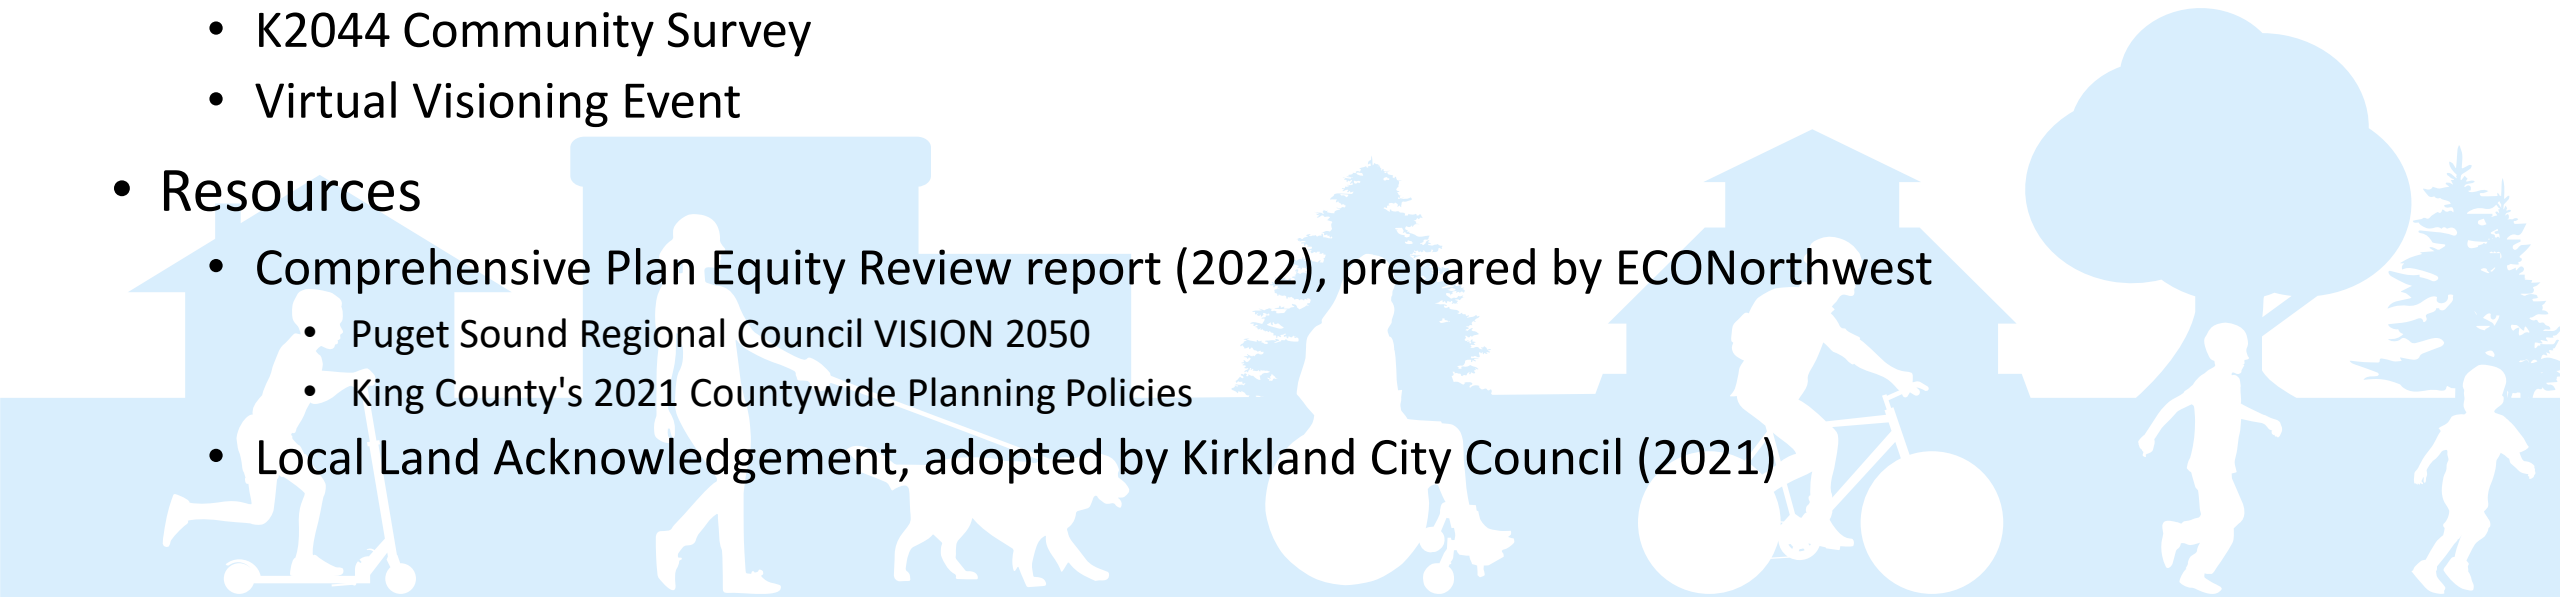 • K2044 Community Survey
• Virtual Visioning Event
• Resources
• Comprehensive Plan Equity Review report (2022), prepared by ECONorthwest
• Puget Sound Regional Council VISION 2050
• King County's 2021 Countywide Planning Policies
• Local Land Acknowledgement, adopted by Kirkland City Council (2021)